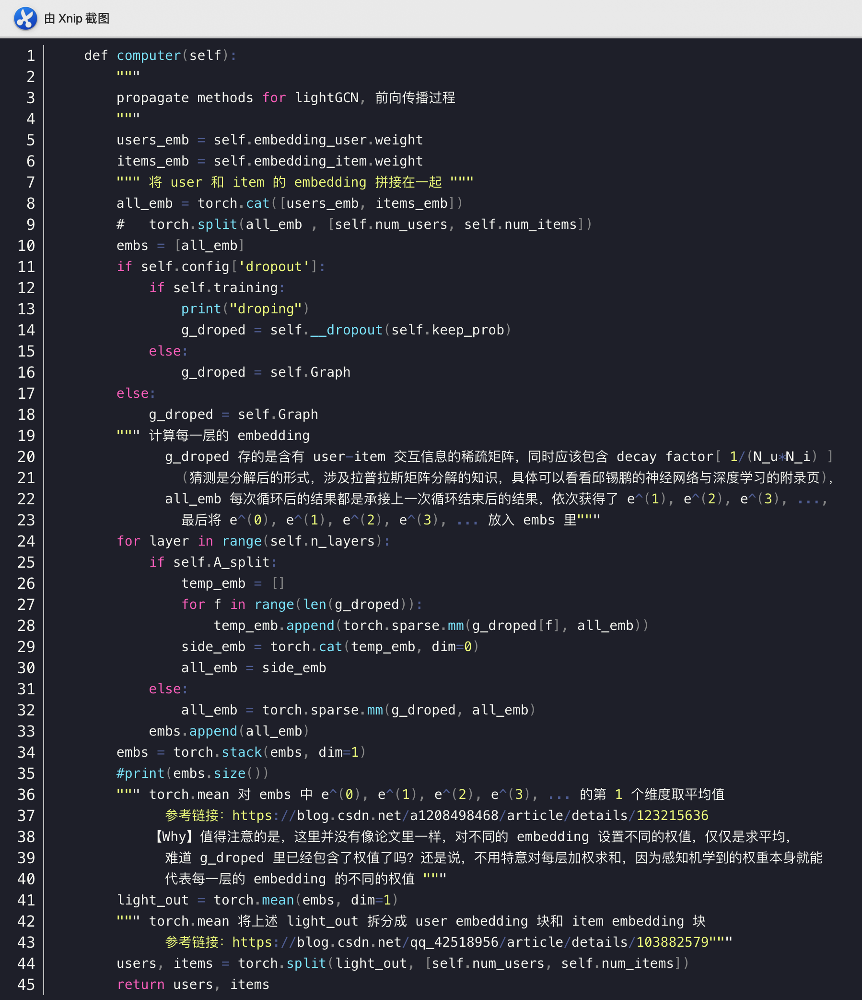 由 Xnip 截图
1 def computer(self):
2 """
3 propagate methods for lightGCN, 前向传播过程
4 """
5 users_emb = self.embedding_user.weight
6 items_emb = self.embedding_item.weight
7 """ 将 user 和 item 的 embedding 拼接在一起 """
8 all_emb = torch.cat([users_emb, items_emb])
9 #   torch.split(all_emb , [self.num_users, self.num_items])
10 embs = [all_emb]
11 if self.config['dropout']:
12 if self.training:
13 print("droping")
14 g_droped = self.__dropout(self.keep_prob)
15 else:
16 g_droped = self.Graph
17 else:
18 g_droped = self.Graph
19 """ 计算每一层的 embedding
20 g_droped 存的是含有 user-item 交互信息的稀疏矩阵，同时应该包含 decay factor[ 1/(N_u*N_i) ]
21 (猜测是分解后的形式，涉及拉普拉斯矩阵分解的知识，具体可以看看邱锡鹏的神经网络与深度学习的附录页)，
22 all_emb 每次循环后的结果都是承接上一次循环结束后的结果，依次获得了 e^(1), e^(2), e^(3), ...,
23 最后将 e^(0), e^(1), e^(2), e^(3), ... 放入 embs 里"""
24 for layer in range(self.n_layers):
25 if self.A_split:
26 temp_emb = []
27 for f in range(len(g_droped)):
28 temp_emb.append(torch.sparse.mm(g_droped[f], all_emb))
29 side_emb = torch.cat(temp_emb, dim=0)
30 all_emb = side_emb
31 else:
32 all_emb = torch.sparse.mm(g_droped, all_emb)
33 embs.append(all_emb)
34 embs = torch.stack(embs, dim=1)
35 #print(embs.size())
36 """ torch.mean 对 embs 中 e^(0), e^(1), e^(2), e^(3), ... 的第 1 个维度取平均值
37 参考链接：https://blog.csdn.net/a1208498468/article/details/123215636
38 【Why】值得注意的是，这里并没有像论文里一样，对不同的 embedding 设置不同的权值，仅仅是求平均，
39 难道 g_droped 里已经包含了权值了吗？还是说，不用特意对每层加权求和，因为感知机学到的权重本身就能
40 代表每一层的 embedding 的不同的权值 """
41 light_out = torch.mean(embs, dim=1)
42 """ torch.mean 将上述 light_out 拆分成 user embedding 块和 item embedding 块
43 参考链接：https://blog.csdn.net/qq_42518956/article/details/103882579"""
44 users, items = torch.split(light_out, [self.num_users, self.num_items])
45 return users, items